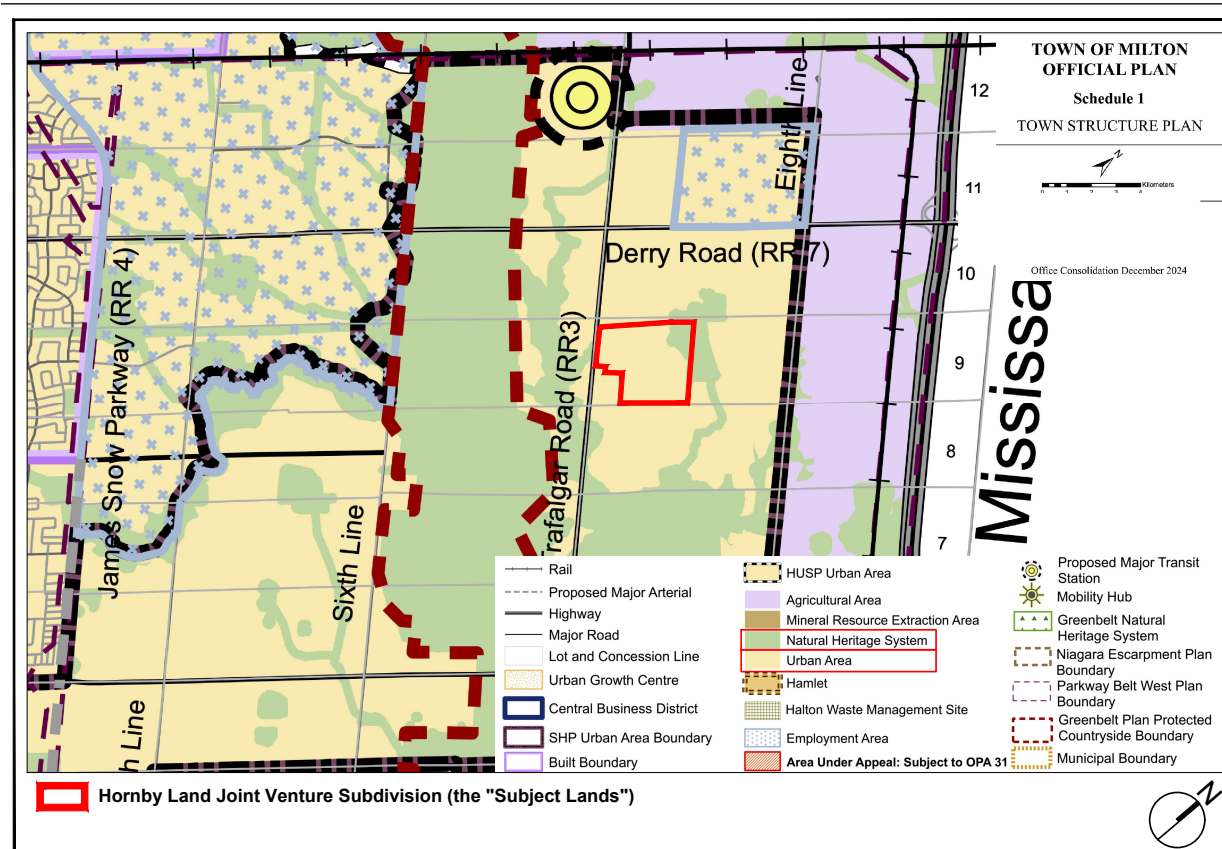 TOWN OF MILTON
OFFICIAL PLAN
Schedule 1
TOWN STRUCTURE PLAN
N
Kilometers
0 1 2 3 4
Office Consolidation December 2024
12
11
10
9
8
7
Eighth Line
Derry Road (RR 7)
James Snow Parkway (RR 4)
Trafalgar Road (RR3)
Sixth Line
h Line
Mississa
Rail
Proposed Major Arterial
Highway
Major Road
Lot and Concession Line
Urban Growth Centre
Central Business District
SHP Urban Area Boundary
Built Boundary
HUSP Urban Area
Agricultural Area
Mineral Resource Extraction Area
Natural Heritage System
Urban Area
Hamlet
Halton Waste Management Site
Employment Area
Area Under Appeal: Subject to OPA 31
Proposed Major Transit
Station
Mobility Hub
Greenbelt Natural
Heritage System
Niagara Escarpment Plan
Boundary
Parkway Belt West Plan
Boundary
Greenbelt Plan Protected
Countryside Boundary
Municipal Boundary
Hornby Land Joint Venture Subdivision (the "Subject Lands")
N